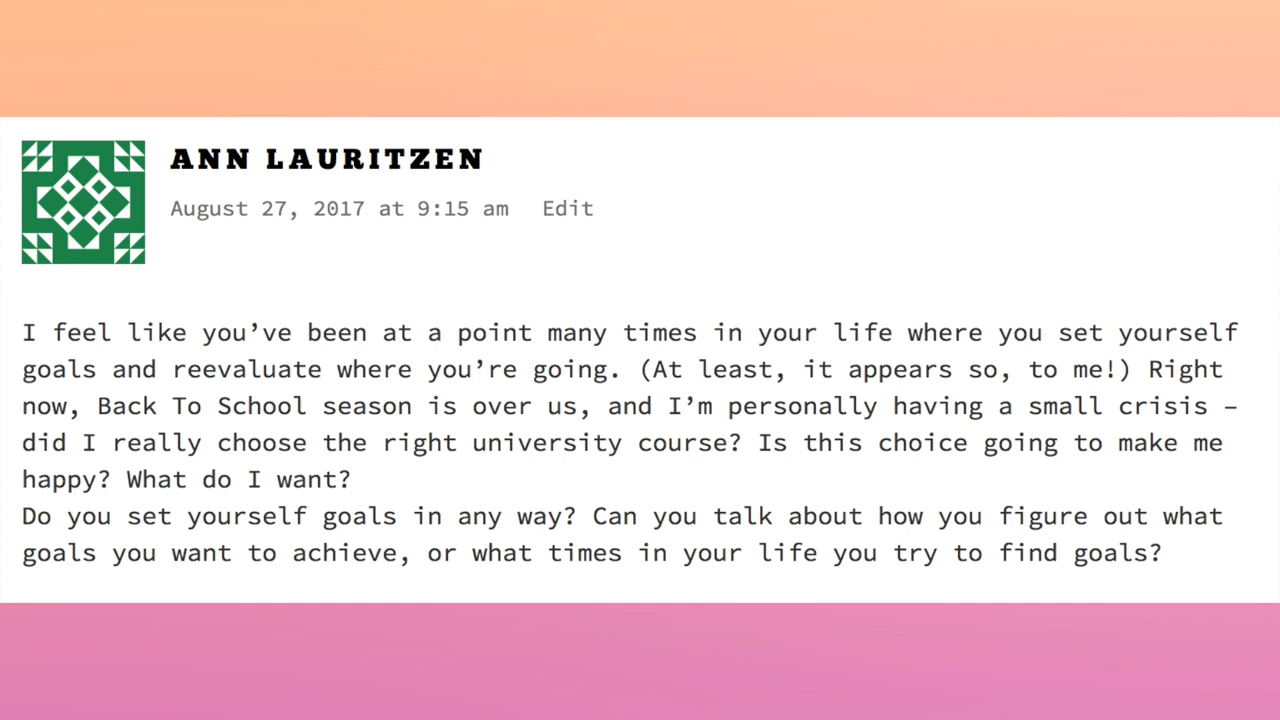 ANN LAURITZEN
August 27, 2017 at 9:15 am Edit
I feel like you’ve been at a point many times in your life where you set yourself
goals and reevaluate where you’re going. (At least, it appears so, to me!) Right
now, Back To School season is over us, and I’m personally having a small crisis –
did I really choose the right university course? Is this choice going to make me
happy? What do I want?
Do you set yourself goals in any way? Can you talk about how you figure out what
goals you want to achieve, or what times in your life you try to find goals?